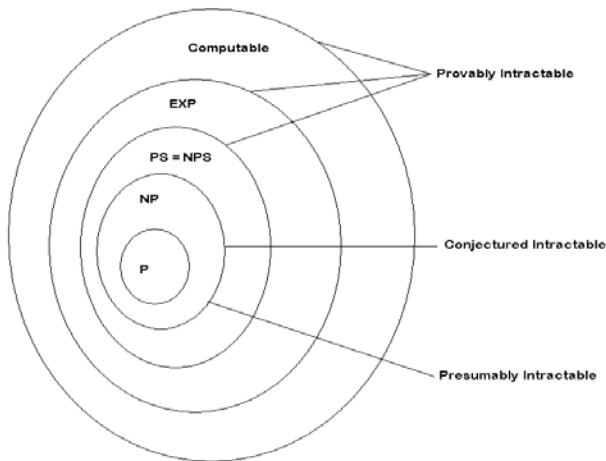 Computable
Provably Intractable
EXP
PS = NPS
NP
Conjectured Intractable
P
Presumably Intractable